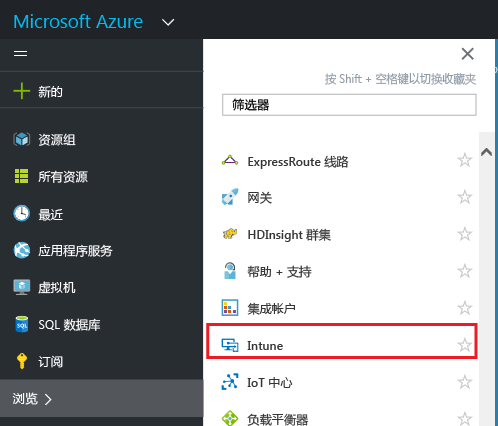 Microsoft Azure
新的
资源组
所有资源
最近
应用程序服务
虚拟机
SQL 数据库
订阅
浏览
按 Shift + 空格键以切换收藏夹
筛选器
ExpressRoute 线路
网关
HDInsight 群集
帮助 + 支持
集成帐户
Intune
IoT 中心
负载平衡器